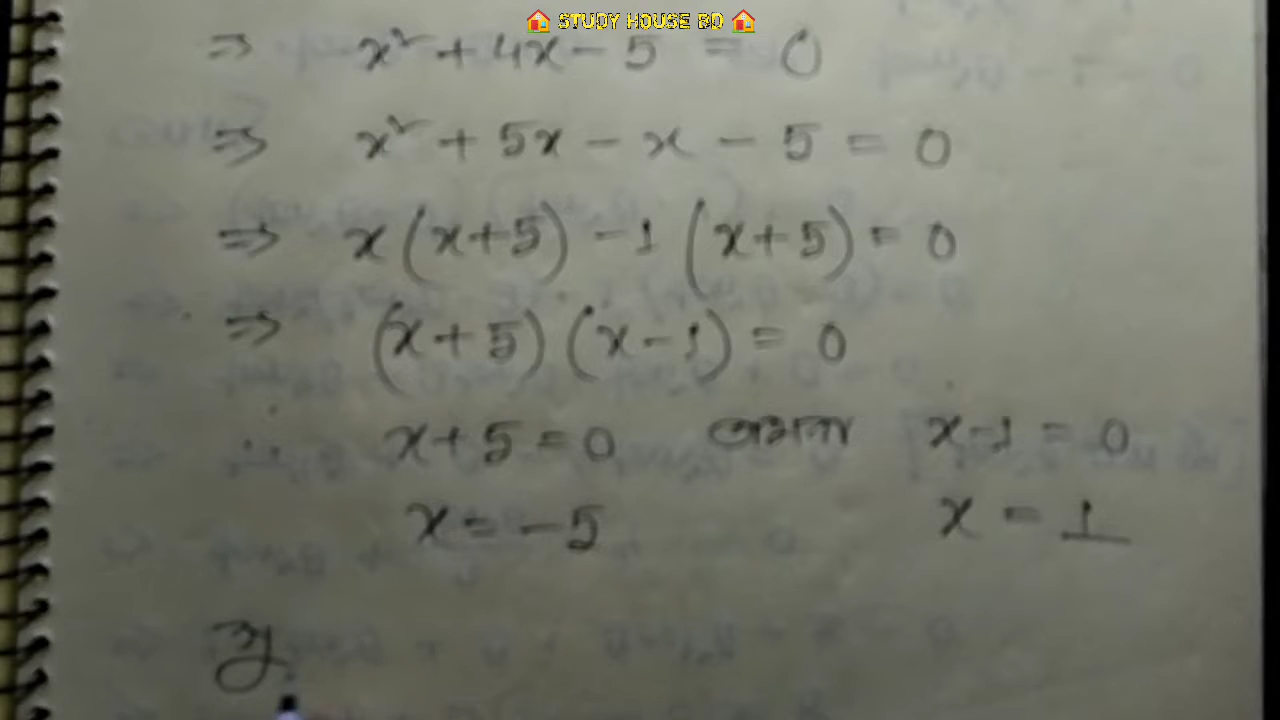 🏠 STUDY HOUSE BD 🏠
⇒ x² + 4x - 5 = 0
⇒ x² + 5x - x - 5 = 0
⇒ x(x+5) - 1 (x+5) = 0
⇒ (x+5) (x-1) = 0
∴ x+5=0 অথবা x-1 = 0
x = -5 x = 1